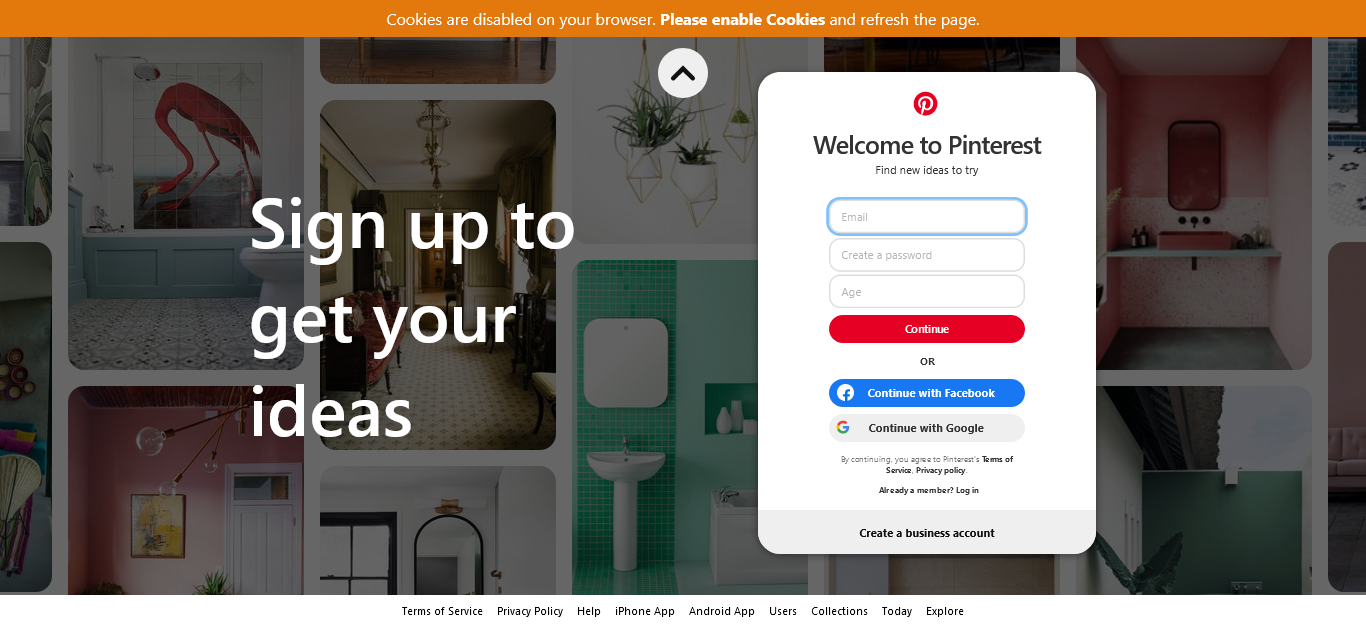 Cookies are disabled on your browser. Please enable Cookies and refresh the page.
Sign up to
get your
ideas
Welcome to Pinterest
Find new ideas to try
Email
Create a password
Age
Continue
OR
Continue with Facebook
Continue with Google
By continuing, you agree to Pinterest's Terms of
Service, Privacy policy.
Already a member? Log in
Create a business account
Terms of Service Privacy Policy Help iPhone App Android App Users Collections Today Explore